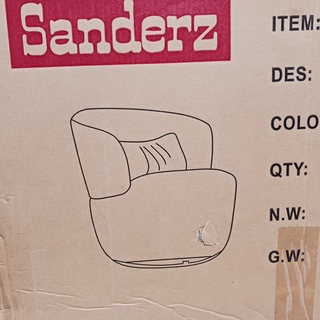 Sanderz
ITEM:
DES:
COLO
QTY:
N.W:
G.W: